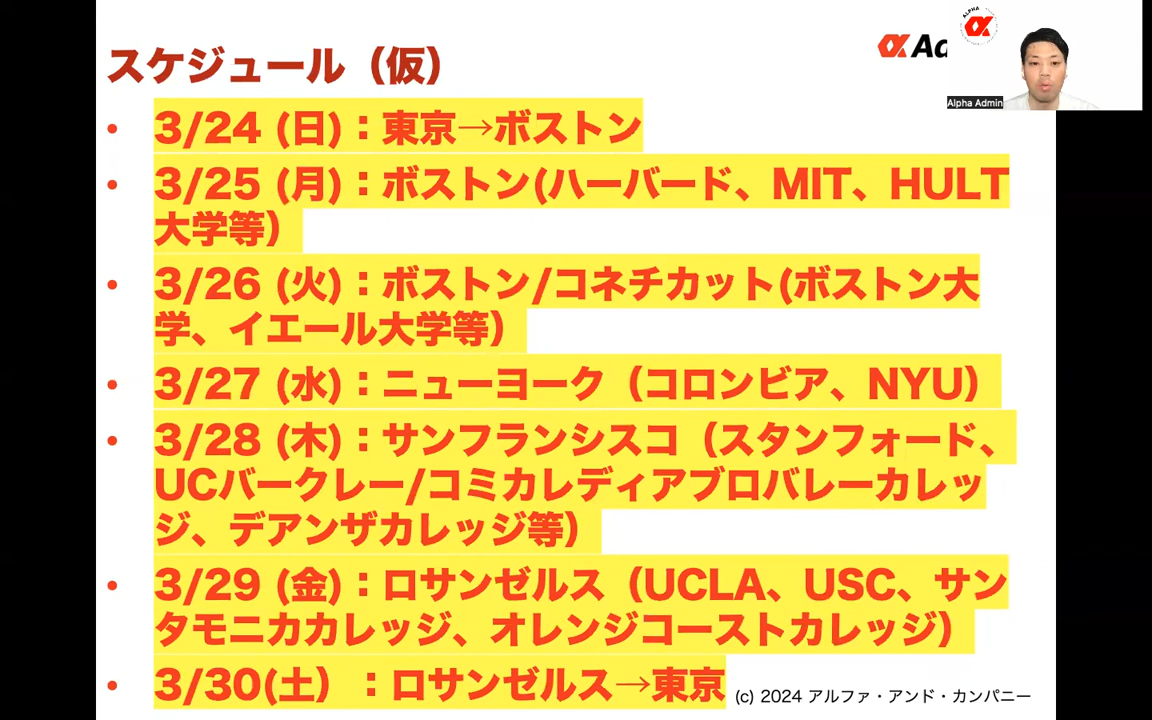 スケジュール（仮）
Ac
ALPHA
Alpha Admin
• 3/24 (日)：東京→ボストン
• 3/25 (月)：ボストン(ハーバード、MIT、HULT
大学等）
• 3/26 (火)：ボストン/コネチカット(ボストン大
学、イエール大学等）
• 3/27 (水)：ニューヨーク（コロンビア、NYU）
• 3/28 (木)：サンフランシスコ（スタンフォード、
UCバークレー/コミカレディアブロバレーカレッ
ジ、デアンザカレッジ等）
• 3/29 (金)：ロサンゼルス（UCLA、USC、サン
タモニカカレッジ、オレンジコーストカレッジ）
• 3/30(土）：ロサンゼルス→東京
(c) 2024 アルファ・アンド・カンパニー